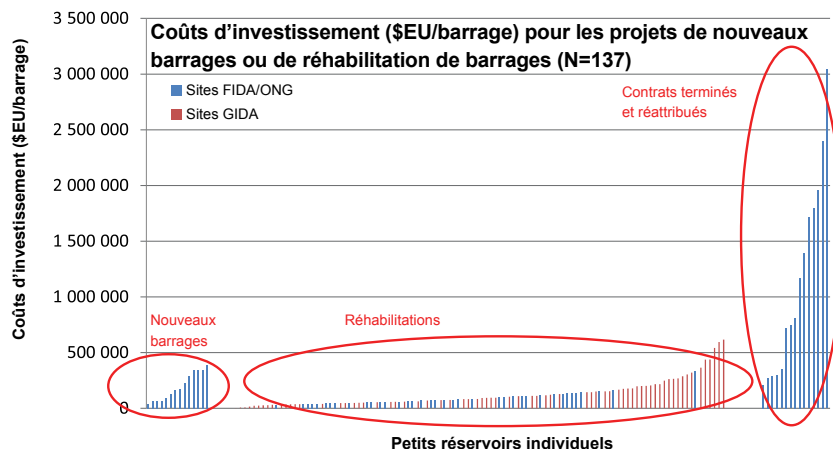 Coûts d’investissement ($EU/barrage) pour les projets de nouveaux
barrages ou de réhabilitation de barrages (N=137)
Sites FIDA/ONG
Sites GIDA
Contrats terminés
et réattribués
Nouveaux
barrages
Réhabilitations
Coûts d’investissement ($EU/barrage)
3 500 000
3 000 000
2 500 000
2 000 000
1 500 000
1 000 000
500 000
0
Petits réservoirs individuels